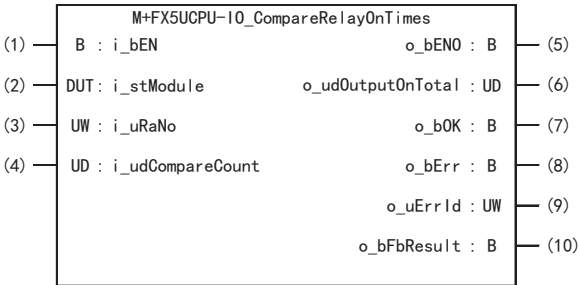 M+FX5UCPU-IO_CompareRelayOnTimes
(1) B : i_bEN o_bENO : B (5)
(2) DUT : i_stModule o_udOutputOnTotal : UD (6)
(3) UW : i_uRaNo o_bOK : B (7)
(4) UD : i_udCompareCount o_bErr : B (8)
o_uErrId : UW (9)
o_bFbResult : B (10)